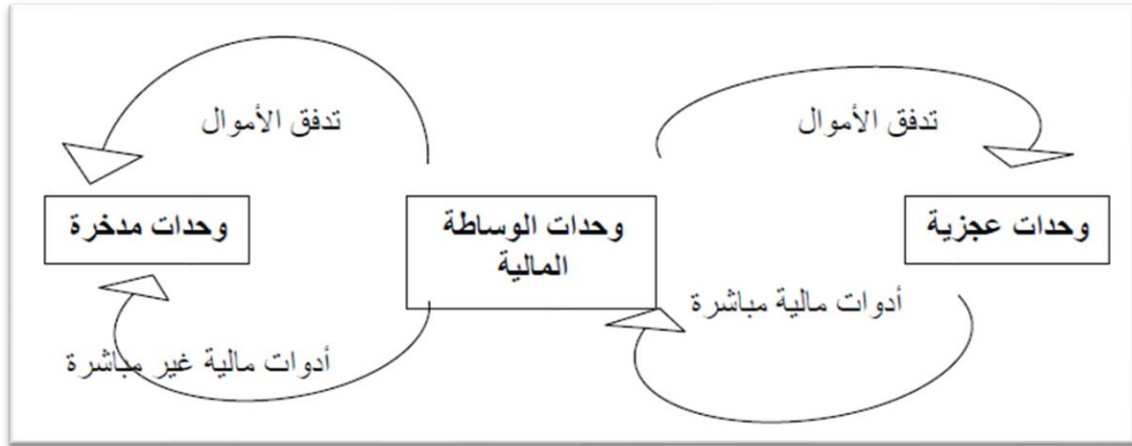 تدفق الأموال
تدفق الأموال
وحدات عجزية
وحدات الوساطة
المالية
وحدات مدخرة
أدوات مالية مباشرة
أدوات مالية غير مباشرة